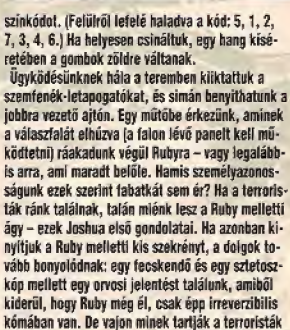 színkódot. (Felülről lefelé haladva a kód: 5, 1, 2,
7, 3, 4, 6.) Ha helyesen csináltuk, egy hang kísé-
retében a gombok zöldre váltanak.
Ügyködésünknek hála a teremben kiiktattuk a
szemfenék-letapogatókat, és simán benyithatunk a
jobbra vezető ajtón. Egy műtőbe érkezünk, aminek
a válaszfalát elhúzva (a falon lévő panelt kell mű-
ködtetni) ráakadunk végül Rubyra – vagy legalább-
is arra, ami maradt belőle. Hamis személyazonos-
ságunk ezek szerint fabatkát sem ér? Ha a terroris-
ták ránk találnak, talán miénk lesz a Ruby melletti
ágy – ezek Joshua első gondolatai. Ha azonban ki-
nyitjuk a Ruby melletti kis szekrényt, a dolgok to-
vább bonyolódnak: egy fecskendő és egy sztetosz-
kóp mellett egy orvosi jelentést találunk, amiből
kiderül, hogy Ruby még él, csak épp irreverzibilis
kómában van. De vajon minek tartják a terroristák